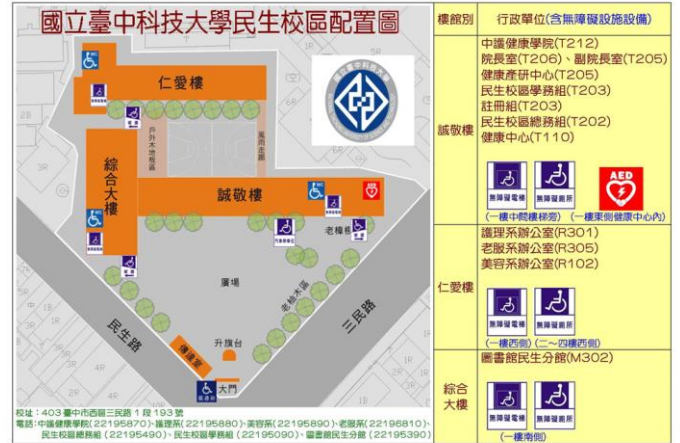 國立臺中科技大學民生校區配置圖
仁愛樓
戶外木地板區
風雨走廊
綜合大樓
誠敬樓
AED
老樟樹
廣場
老榕木區
民生路
三民路
升旗台
傳達室
大門
校址:403 臺中市西區三民路 1 段 193 號
電話:中護健康學院(22195870)、護理系(22195880)、美容系(22195890)、老服系(22196810)、
民生校區總務組 (22195490)、民生校區學務組 (22195090)、圖書館民生分館 (22195390)
樓館別
行政單位(含無障礙設施設備)
誠敬樓
中護健康學院(T212)
院長室(T206)、副院長室(T205)
健康產研中心(T205)
民生校區學務組(T203)
註冊組(T203)
民生校區總務組(T202)
健康中心(T110)
無障礙電梯
無障礙廁所
AED
(一樓中間樓梯旁)
(一樓東側健康中心內)
仁愛樓
護理系辦公室(R301)
老服系辦公室(R305)
美容系辦公室(R102)
無障礙電梯
無障礙廁所
(一樓西側)
(二~四樓西側)
綜合
大樓
圖書館民生分館(M302)
無障礙電梯
無障礙廁所
(一樓南側)